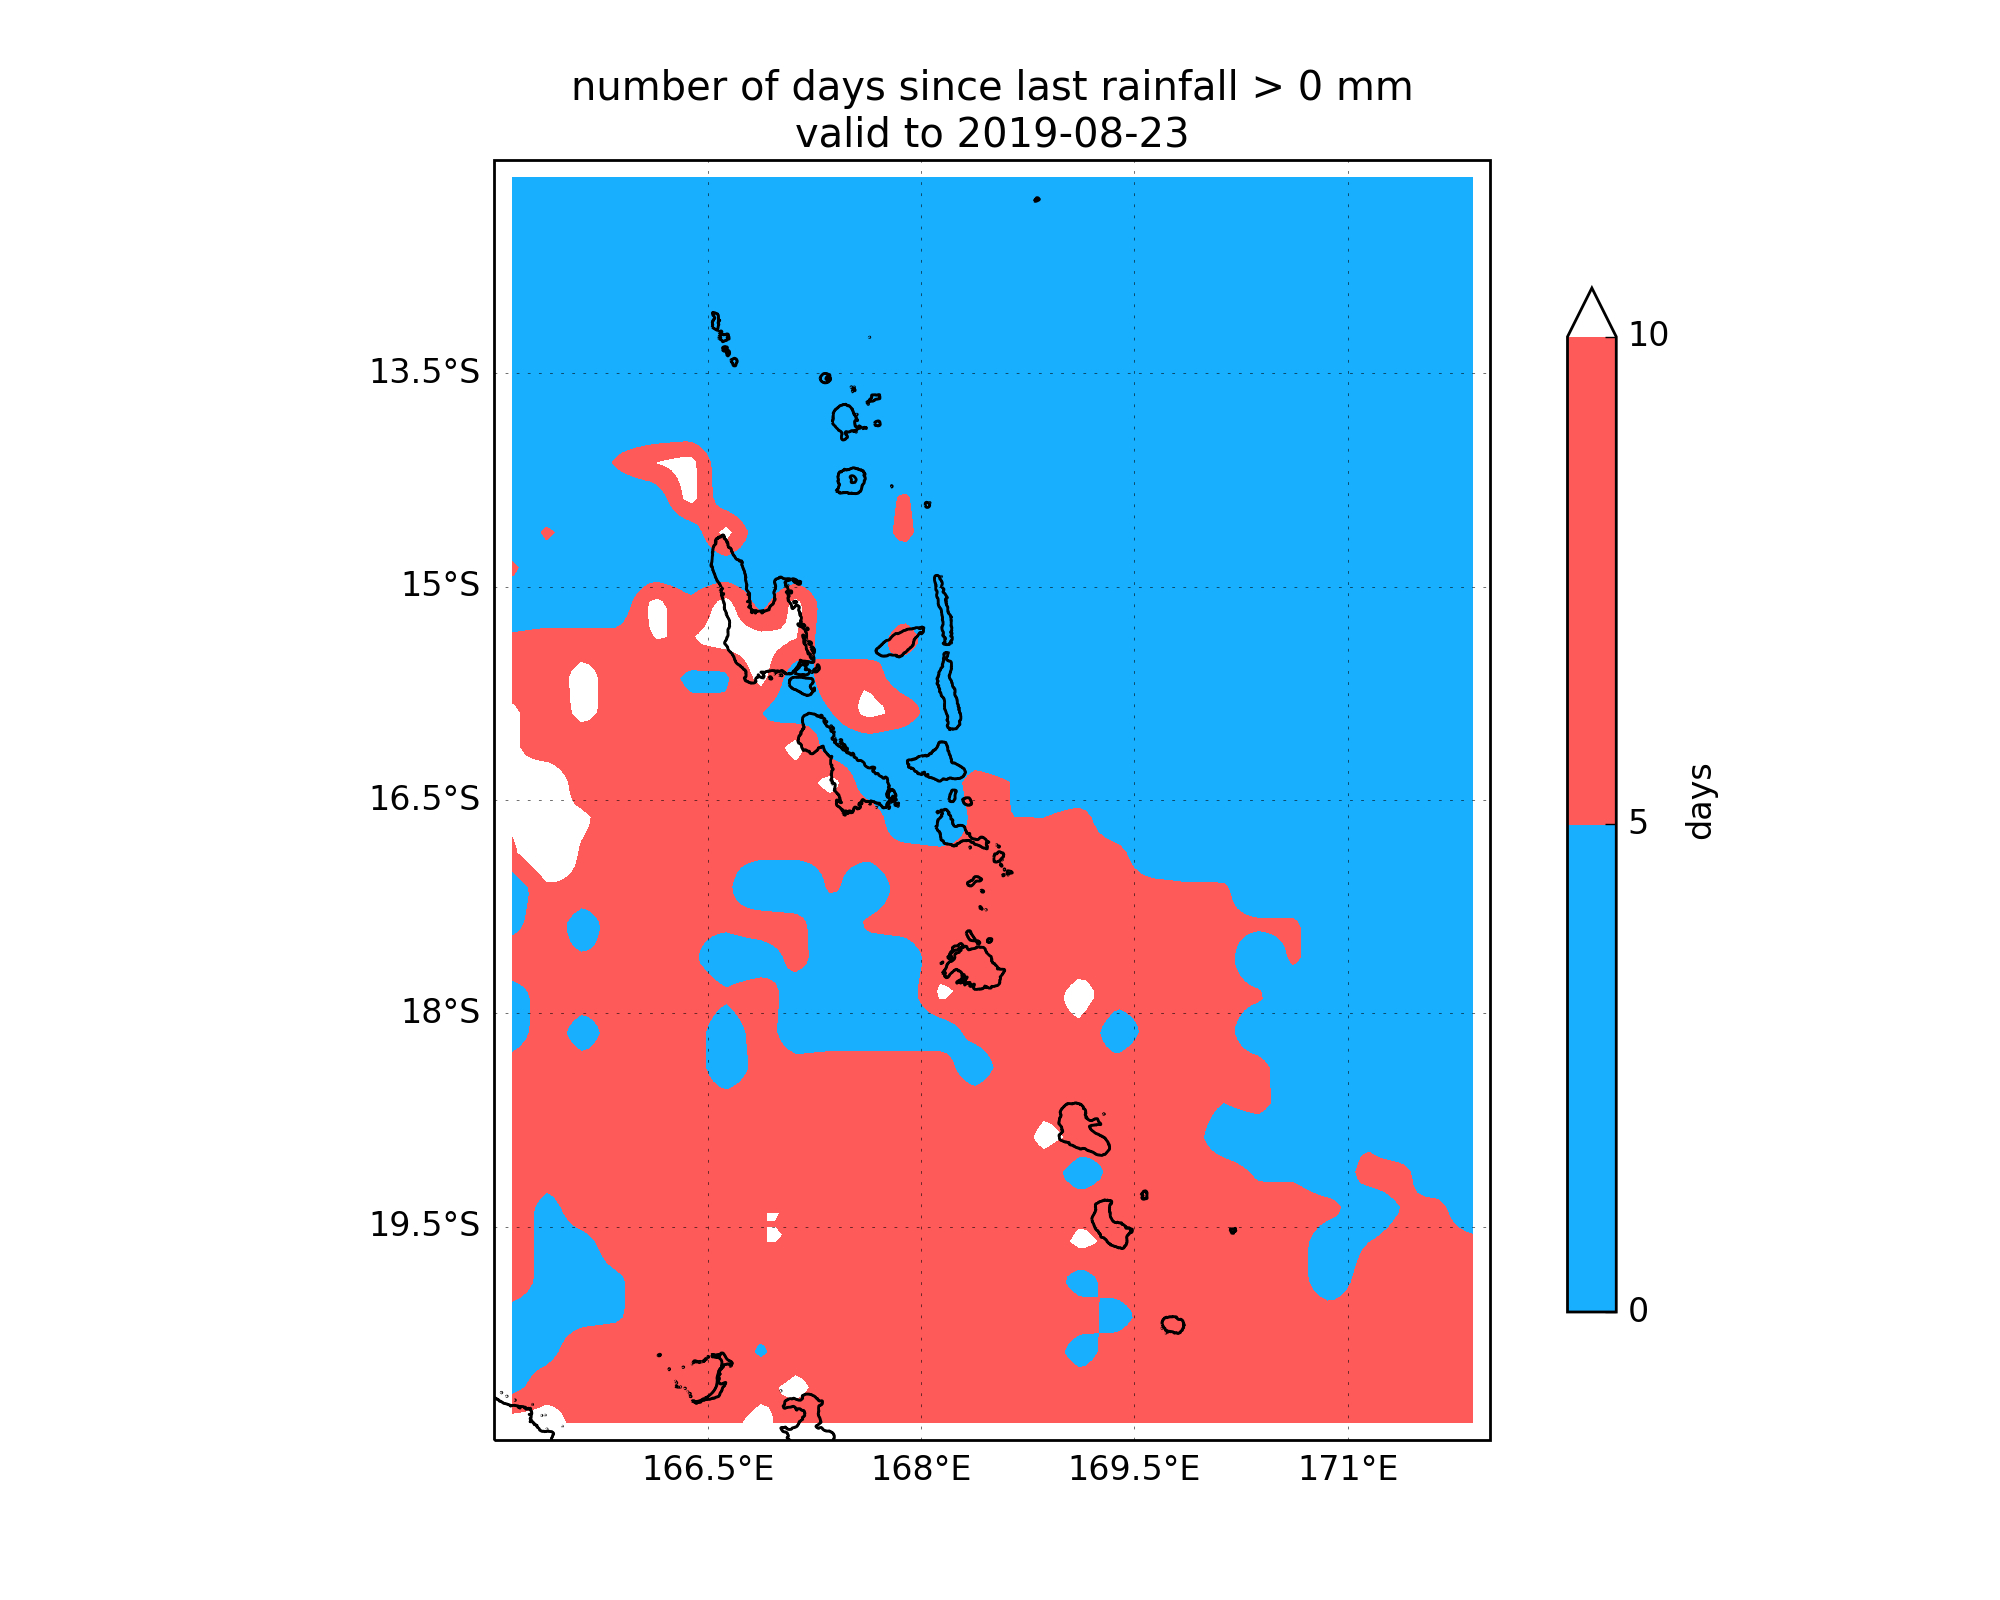 number of days since last rainfall > 0 mm
valid to 2019-08-23
13.5°S
15°S
16.5°S
18°S
19.5°S
166.5°E
168°E
169.5°E
171°E
10
5
0
days